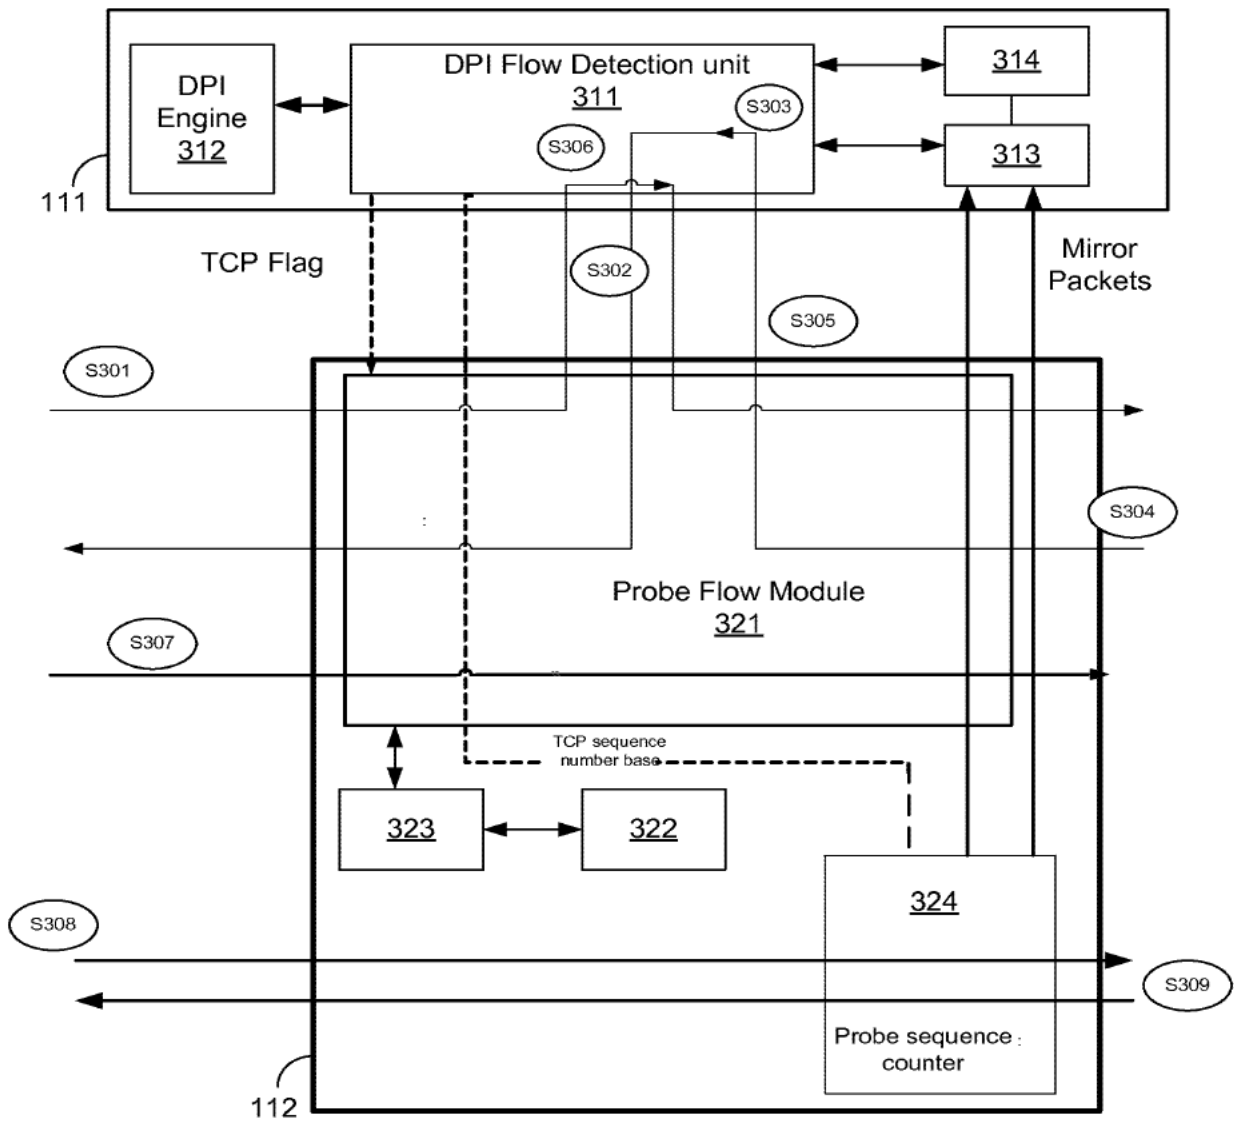 DPI
Engine
312
DPI Flow Detection unit
311
S303
S306
314
313
111
TCP Flag
S302
Mirror
Packets
S305
S301
S304
Probe Flow Module
321
S307
TCP sequence
number base
323
322
324
S308
S309
Probe sequence
counter
112